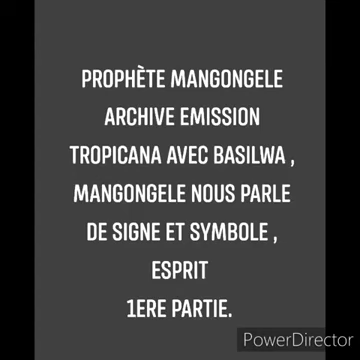 PROPHÈTE MANGONGELE
ARCHIVE EMISSION
TROPICANA AVEC BASILWA ,
MANGONGELE NOUS PARLE
DE SIGNE ET SYMBOLE ,
ESPRIT
1ERE PARTIE.
PowerDirector